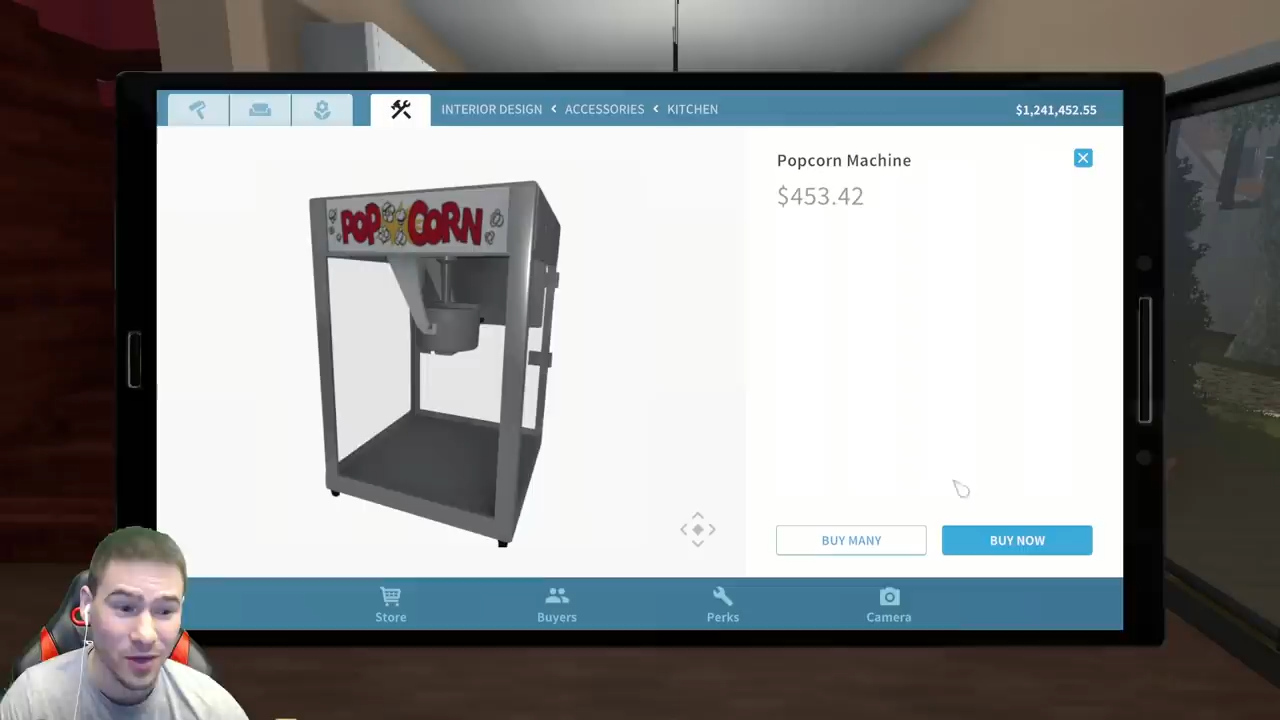 INTERIOR DESIGN < ACCESSORIES < KITCHEN
$1,241,452.55
Popcorn Machine
$453.42
POP CORN
BUY MANY
BUY NOW
Store
Buyers
Perks
Camera